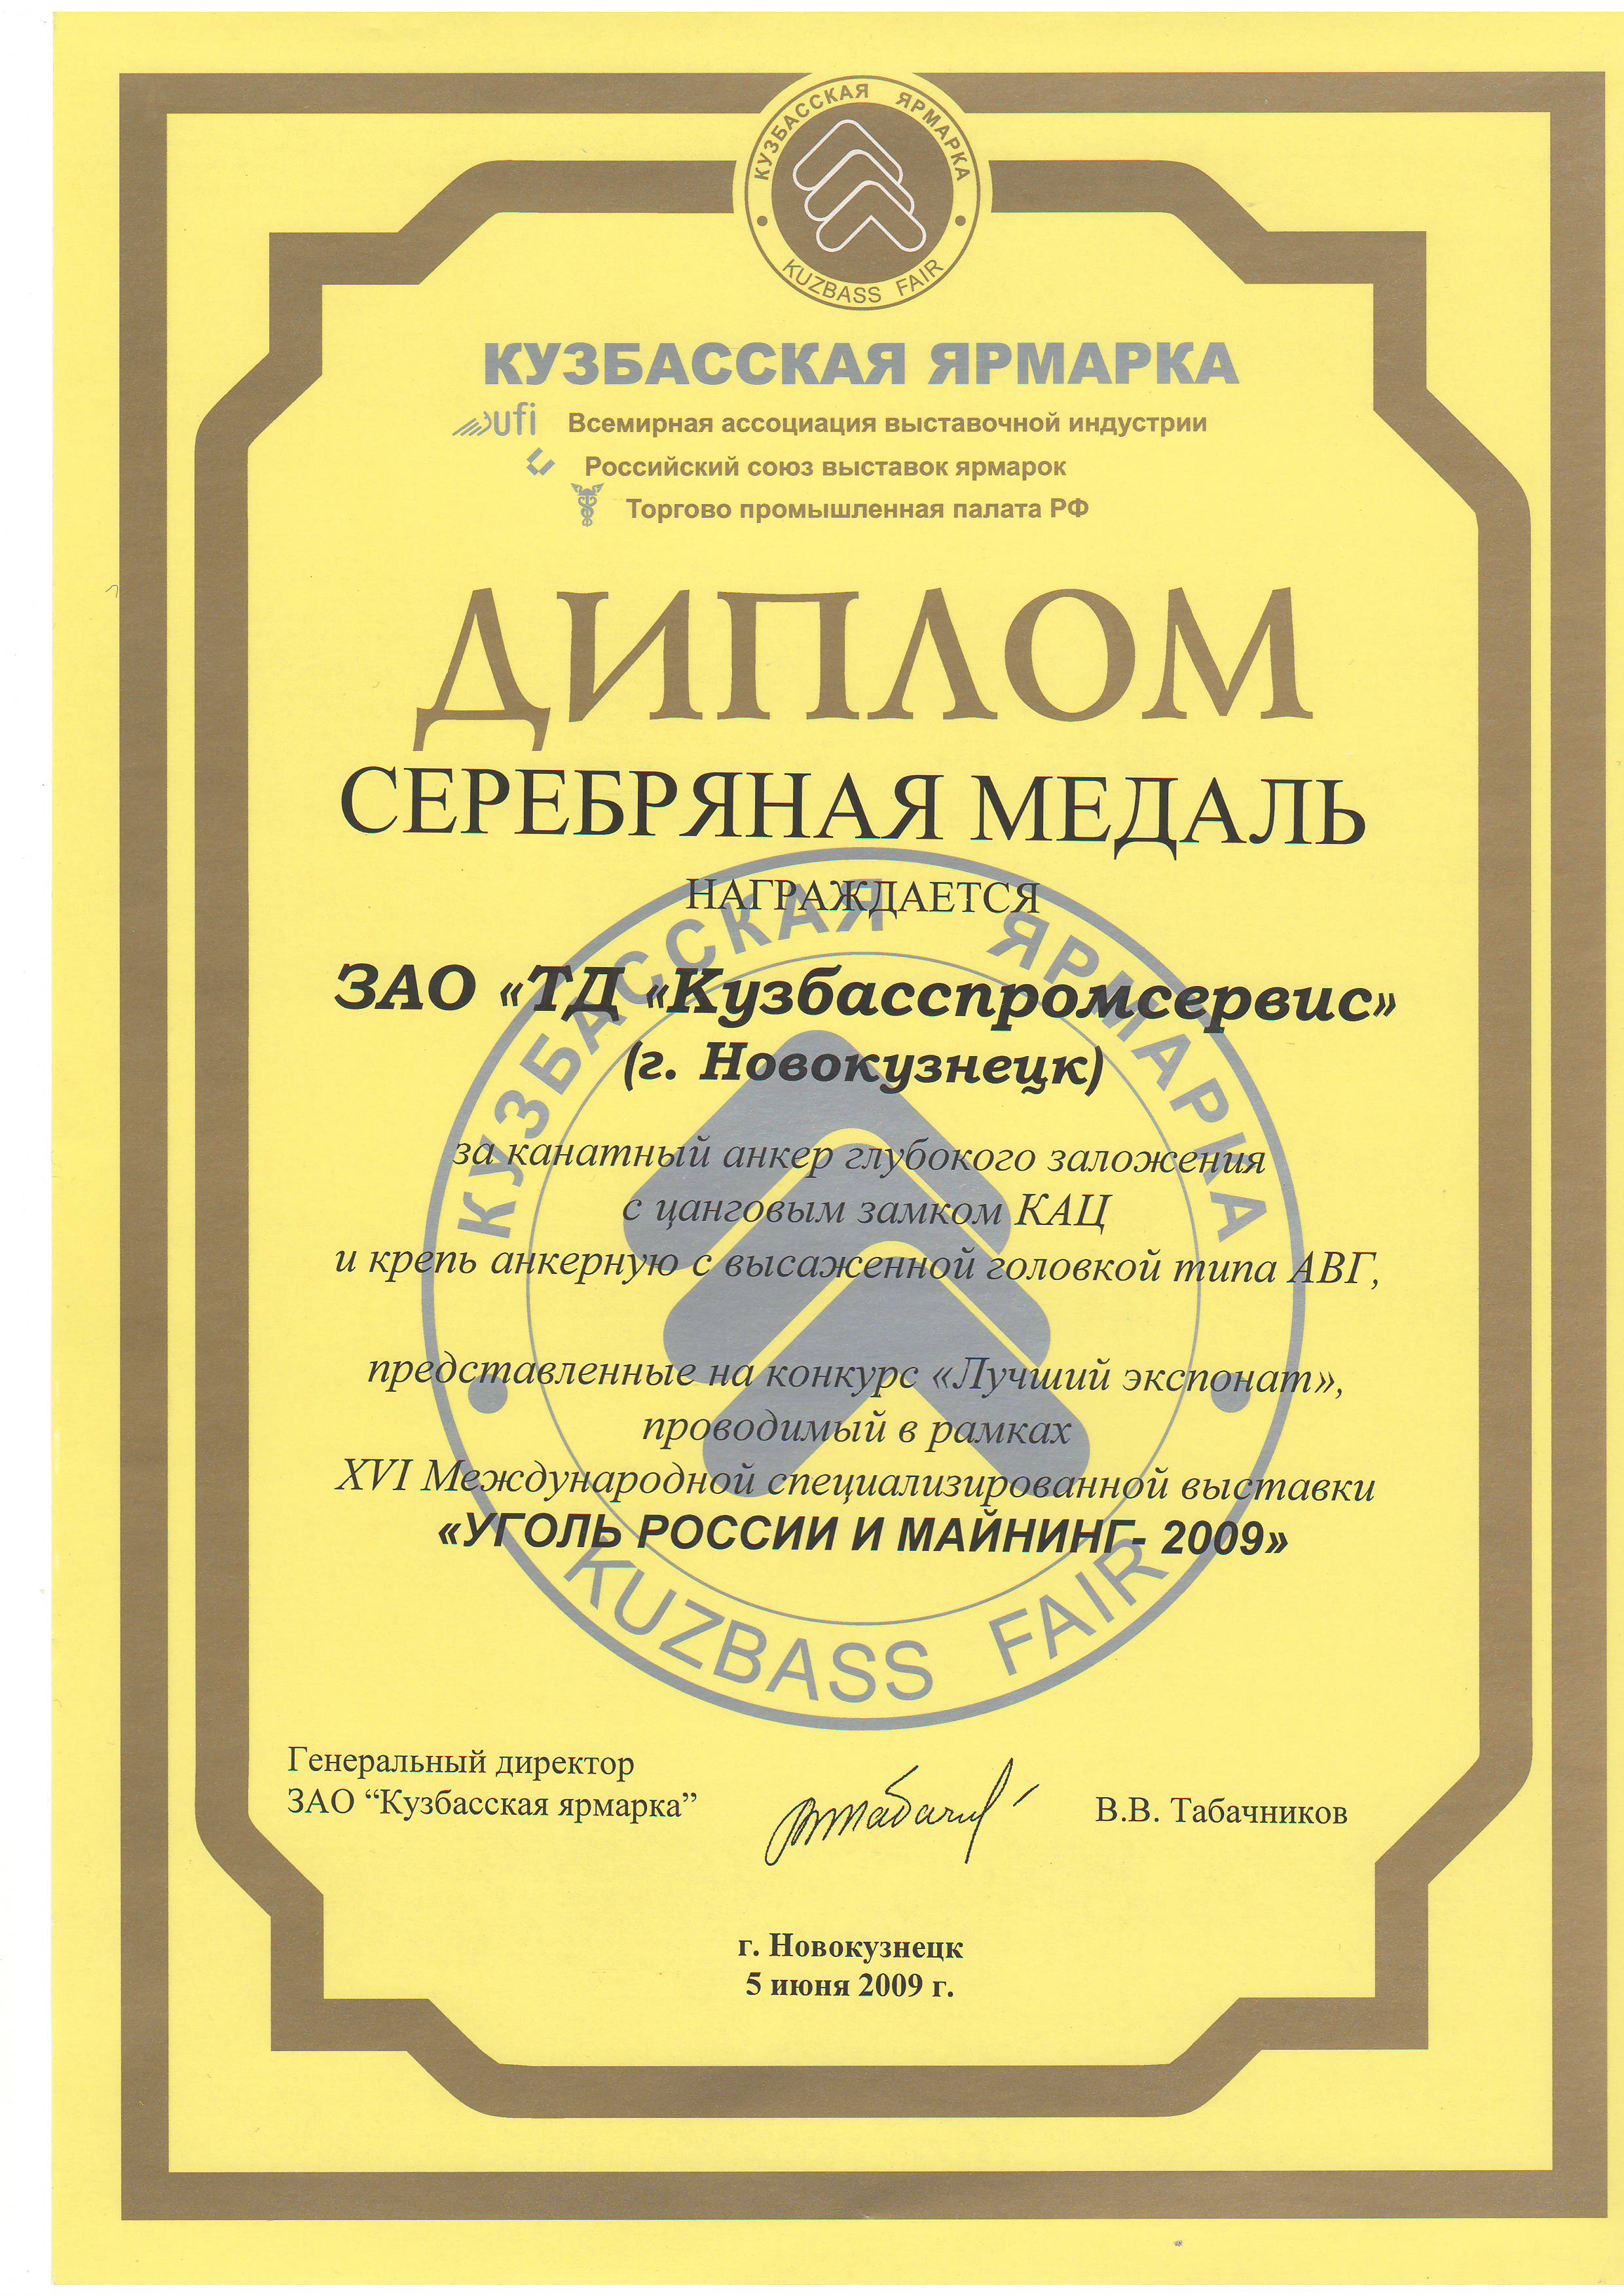 КУЗБАССКАЯ ЯРМАРКА
KUZBASS FAIR
КУЗБАССКАЯ ЯРМАРКА
ufi Всемирная ассоциация выставочной индустрии
Российский союз выставок ярмарок
Торгово промышленная палата РФ
ДИПЛОМ
СЕРЕБРЯНАЯ МЕДАЛЬ
НАГРАЖДАЕТСЯ
КУЗБАССКАЯ ЯРМАРКА
ЗАО «ТД «Кузбасспромсервис»
(г. Новокузнецк)
за канатный анкер глубокого заложения
с цанговым замком КАЦ
и крепь анкерную с высаженной головкой типа АВГ,
представленные на конкурс «Лучший экспонат»,
проводимый в рамках
XVI Международной специализированной выставки
«УГОЛЬ РОССИИ И МАЙНИНГ- 2009»
KUZBASS FAIR
Генеральный директор
ЗАО “Кузбасская ярмарка”
В.В. Табачников
г. Новокузнецк
5 июня 2009 г.